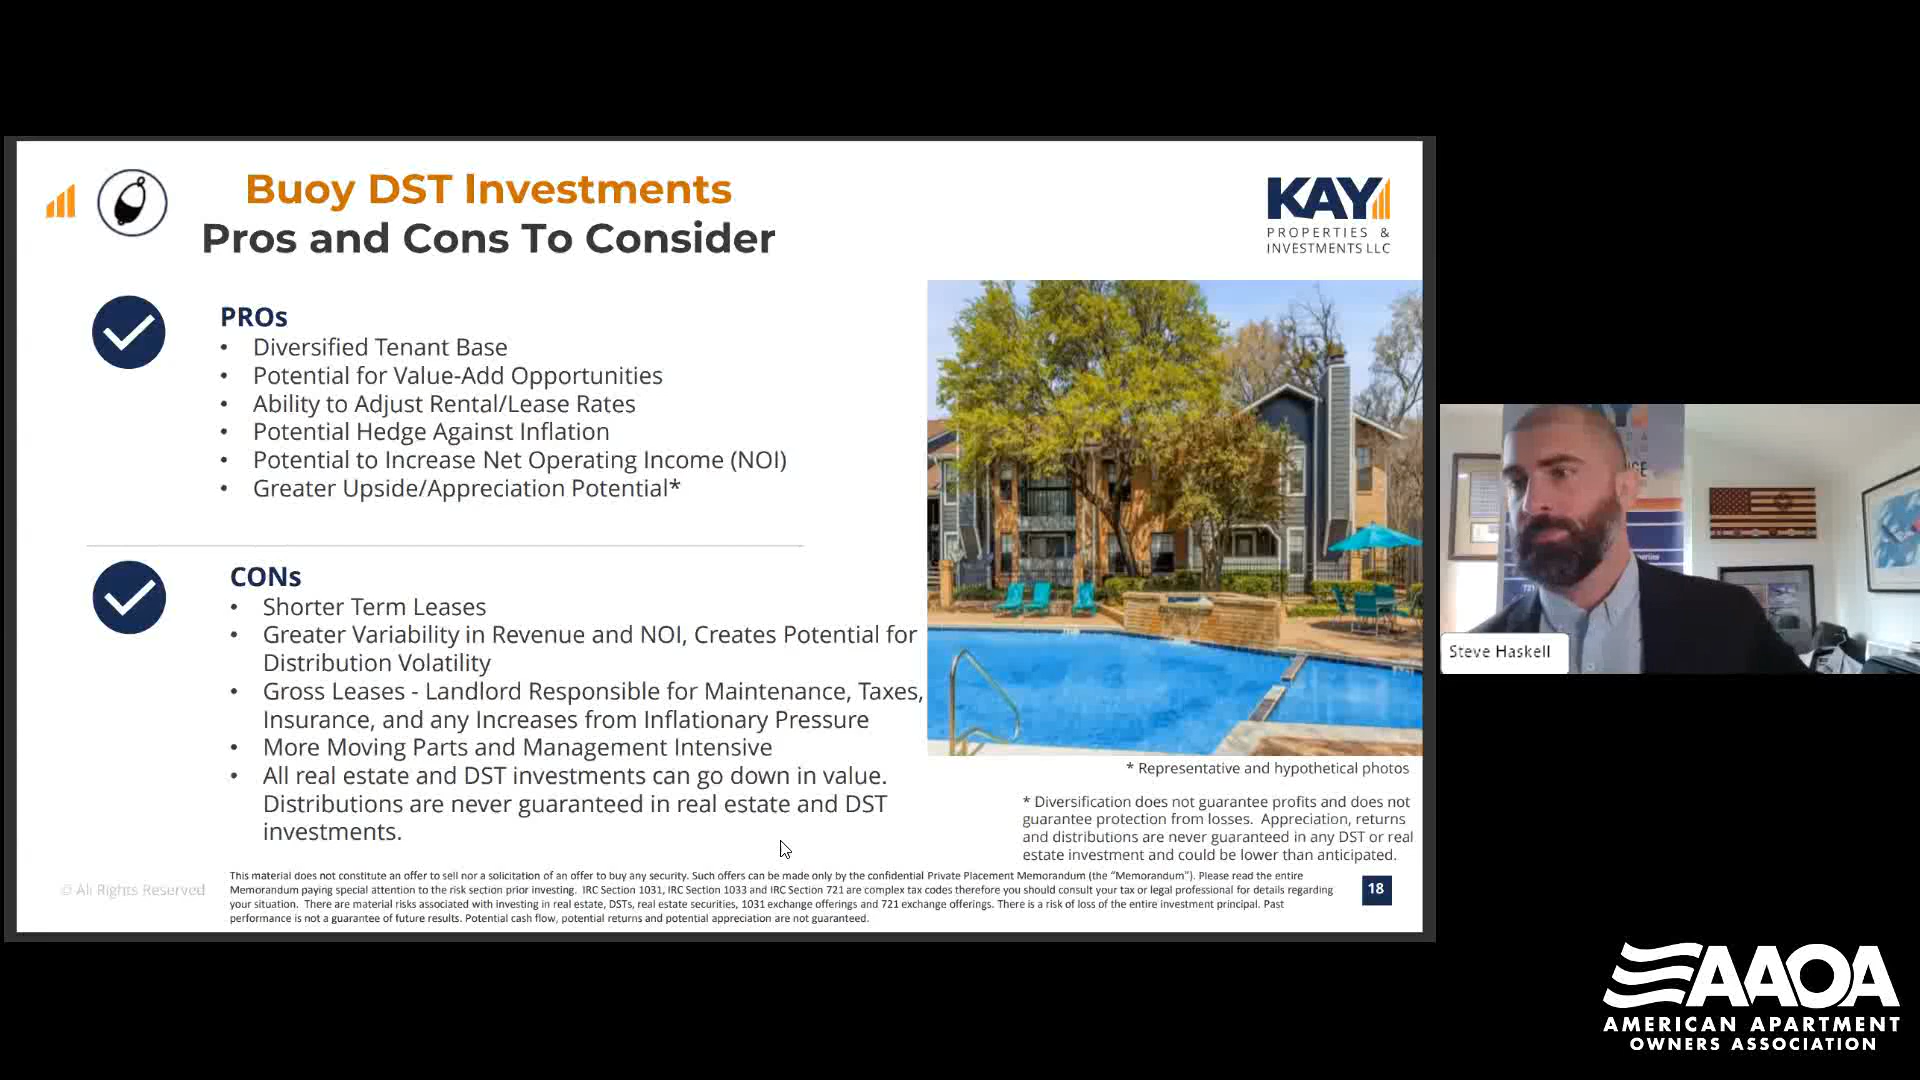 Buoy DST Investments
Pros and Cons To Consider
KAY
PROPERTIES &
INVESTMENTS LLC
PROs
• Diversified Tenant Base
• Potential for Value-Add Opportunities
• Ability to Adjust Rental/Lease Rates
• Potential Hedge Against Inflation
• Potential to Increase Net Operating Income (NOI)
• Greater Upside/Appreciation Potential*
CONs
• Shorter Term Leases
• Greater Variability in Revenue and NOI, Creates Potential for
Distribution Volatility
• Gross Leases - Landlord Responsible for Maintenance, Taxes,
Insurance, and any Increases from Inflationary Pressure
• More Moving Parts and Management Intensive
• All real estate and DST investments can go down in value.
Distributions are never guaranteed in real estate and DST
investments.
* Representative and hypothetical photos
* Diversification does not guarantee profits and does not
guarantee protection from losses. Appreciation, returns
and distributions are never guaranteed in any DST or real
estate investment and could be lower than anticipated.
This material does not constitute an offer to sell nor a solicitation of an offer to buy any security. Such offers can be made only by the confidential Private Placement Memorandum (the “Memorandum”). Please read the entire
Memorandum paying special attention to the risk section prior investing. IRC Section 1031, IRC Section 1033 and IRC Section 721 are complex tax codes therefore you should consult your tax or legal professional for details regarding
your situation. There are material risks associated with investing in real estate, DSTs, real estate securities, 1031 exchange offerings and 721 exchange offerings. There is a risk of loss of the entire investment principal. Past
performance is not a guarantee of future results. Potential cash flow, potential returns and potential appreciation are not guaranteed.
© All Rights Reserved
18
Steve Haskell
AAOA
AMERICAN APARTMENT
OWNERS ASSOCIATION